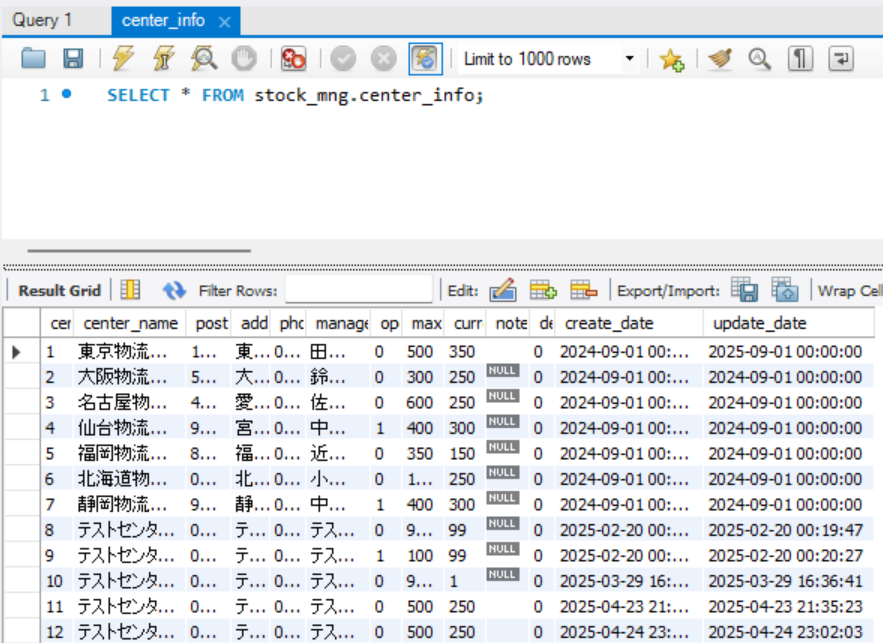 Query 1 center_info
Limit to 1000 rows
1 SELECT * FROM stock_mng.center_info;
Result Grid Filter Rows: Edit: Export/Import: Wrap Cel
cer center_name post add phc manage op max curr note de create_date update_date
1 東京物流... 1... 東... 0... 田... 0 500 350 0 2024-09-01 00:... 2025-09-01 00:00:00
2 大阪物流... 5... 大... 0... 鈴... 0 300 250 NULL 0 2024-09-01 00:... 2024-09-01 00:00:00
3 名古屋物... 4... 愛... 0... 佐... 0 600 250 NULL 0 2024-09-01 00:... 2024-09-01 00:00:00
4 仙台物流... 9... 宮... 0... 中... 1 400 300 NULL 0 2024-09-01 00:... 2024-09-01 00:00:00
5 福岡物流... 8... 福... 0... 近... 0 350 150 NULL 0 2024-09-01 00:... 2024-09-01 00:00:00
6 北海道物... 0... 北... 0... 小... 0 1... 250 NULL 0 2024-09-01 00:... 2024-09-01 00:00:00
7 静岡物流... 9... 静... 0... 中... 1 400 300 NULL 0 2024-09-01 00:... 2024-09-01 00:00:00
8 テストセンタ... 0... テ... 0... テス... 0 9... 99 NULL 0 2025-02-20 00:... 2025-02-20 00:19:47
9 テストセンタ... 0... テ... 0... テス... 1 100 99 NULL 0 2025-02-20 00:... 2025-02-20 00:20:27
10 テストセンタ... 0... テ... 0... テス... 0 9... 1 NULL 0 2025-03-29 16:... 2025-03-29 16:36:41
11 テストセンタ... 0... テ... 0... テス... 0 500 250 0 2025-04-23 21:... 2025-04-23 21:35:23
12 テストセンタ... 0... テ... 0... テス... 0 500 250 0 2025-04-24 23:... 2025-04-24 23:02:03